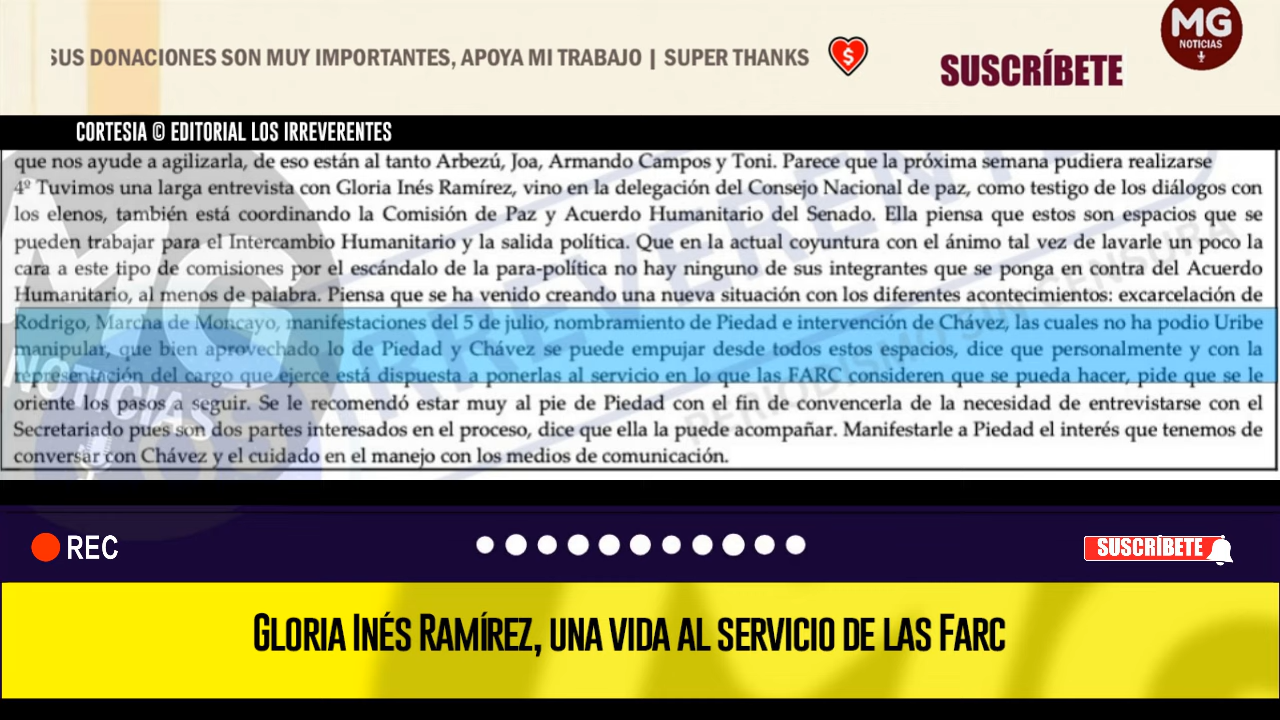 SUS DONACIONES SON MUY IMPORTANTES, APOYA MI TRABAJO | SUPER THANKS
SUSCRÍBETE
MG
NOTICIAS
CORTESIA © EDITORIAL LOS IRREVERENTES
que nos ayude a agilizarla, de eso están al tanto Arbezú, Joa, Armando Campos y Toni. Parece que la próxima semana pudiera realizarse
4º Tuvimos una larga entrevista con Gloria Inés Ramírez, vino en la delegación del Consejo Nacional de paz, como testigo de los diálogos con
los elenos, también está coordinando la Comisión de Paz y Acuerdo Humanitario del Senado. Ella piensa que estos son espacios que se
pueden trabajar para el Intercambio Humanitario y la salida política. Que en la actual coyuntura con el ánimo tal vez de lavarle un poco la
cara a este tipo de comisiones por el escándalo de la para-política no hay ninguno de sus integrantes que se ponga en contra del Acuerdo
Humanitario, al menos de palabra. Piensa que se ha venido creando una nueva situación con los diferentes acontecimientos: excarcelación de
Rodrigo, Marcha de Moncayo, manifestaciones del 5 de julio, nombramiento de Piedad e intervención de Chávez, las cuales no ha podio Uribe
manipular, que bien aprovechado lo de Piedad y Chávez se puede empujar desde todos estos espacios, dice que personalmente y con la
representación del cargo que ejerce está dispuesta a ponerlas al servicio en lo que las FARC consideren que se pueda hacer, pide que se le
oriente los pasos a seguir. Se le recomendó estar muy al pie de Piedad con el fin de convencerla de la necesidad de entrevistarse con el
Secretariado pues son dos partes interesados en el proceso, dice que ella la puede acompañar. Manifestarle a Piedad el interés que tenemos de
conversar con Chávez y el cuidado en el manejo con los medios de comunicación.
REC
SUSCRÍBETE
GLORIA INÉS RAMÍREZ, UNA VIDA AL SERVICIO DE LAS FARC